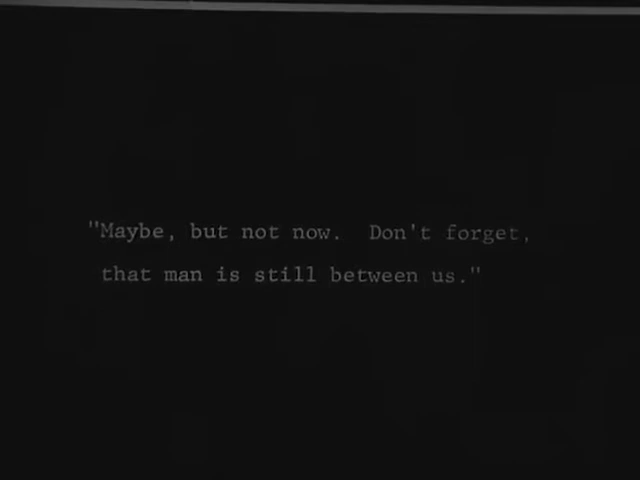 "Maybe, but not now. Don't forget,
that man is still between us."